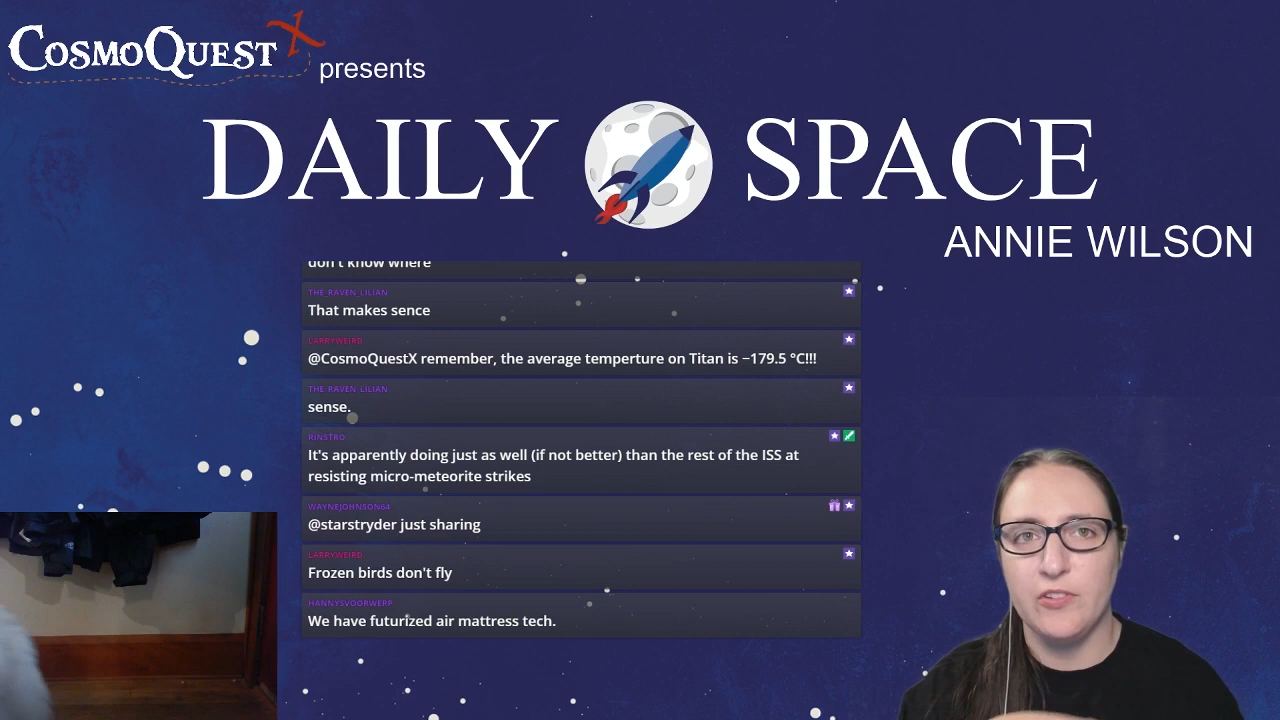 COSMOQUEST X
presents
DAILY SPACE
ANNIE WILSON
don't know where
THE_RAVEN_LILIAN
That makes sence
LARRYWEIRD
@CosmoQuestX remember, the average temperture on Titan is −179.5 °C!!!
THE_RAVEN_LILIAN
sense.
RINSTRO
It's apparently doing just as well (if not better) than the rest of the ISS at
resisting micro-meteorite strikes
WAYNEJOHNSON64
@starstryder just sharing
LARRYWEIRD
Frozen birds don't fly
HANNYSVOORWERP
We have futurized air mattress tech.